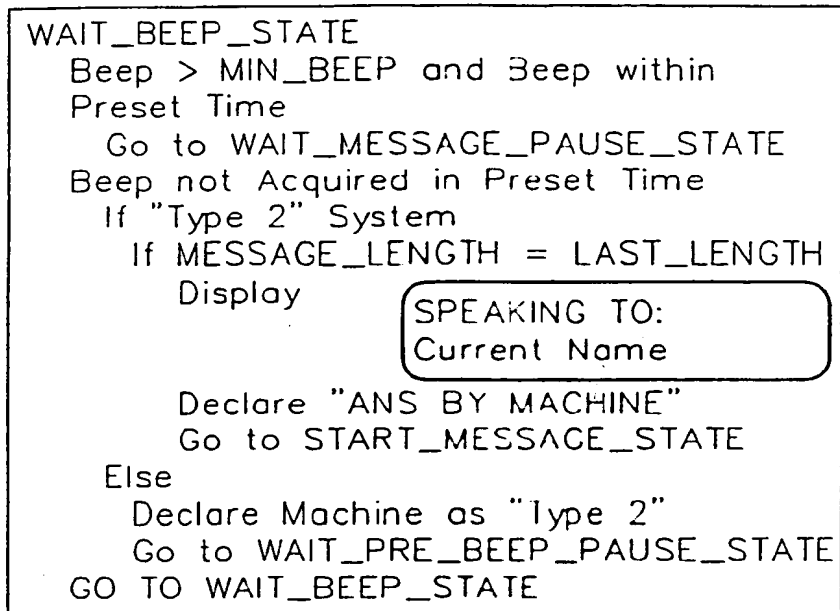 WAIT_BEEP_STATE
Beep > MIN_BEEP and Beep within
Preset Time
Go to WAIT_MESSAGE_PAUSE_STATE
Beep not Acquired in Preset Time
If "Type 2" System
If MESSAGE_LENGTH = LAST_LENGTH
Display
SPEAKING TO:
Current Name
Declare "ANS BY MACHINE"
Go to START_MESSAGE_STATE
Else
Declare Machine as "Type 2"
Go to WAIT_PRE_BEEP_PAUSE_STATE
GO TO WAIT_BEEP_STATE